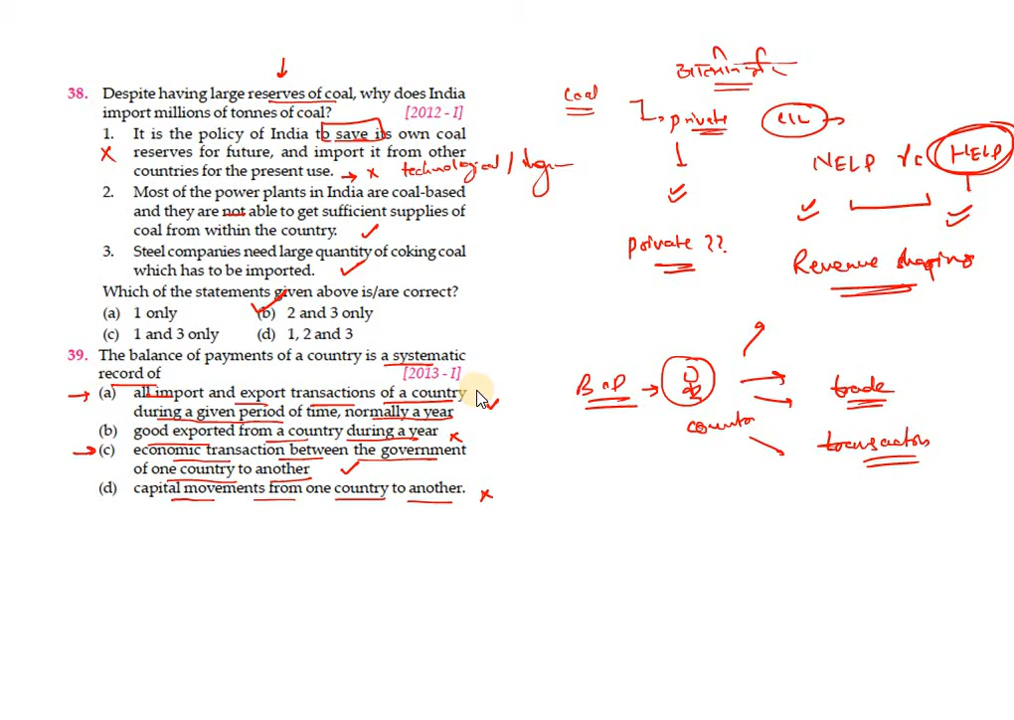 38. Despite having large reserves of coal, why does India
import millions of tonnes of coal? [2012 - I]
1. It is the policy of India to save its own coal
reserves for future, and import it from other
countries for the present use.
2. Most of the power plants in India are coal-based
and they are not able to get sufficient supplies of
coal from within the country.
3. Steel companies need large quantity of coking coal
which has to be imported.
Which of the statements given above is/are correct?
(a) 1 only (b) 2 and 3 only
(c) 1 and 3 only (d) 1, 2 and 3
39. The balance of payments of a country is a systematic
record of [2013 - I]
(a) all import and export transactions of a country
during a given period of time, normally a year
(b) good exported from a country during a year
(c) economic transaction between the government
of one country to another
(d) capital movements from one country to another.
technological /
Coal
private
CIL
NELP v/s HELP
private ??
Revenue shaping
BoP
trade
transactions